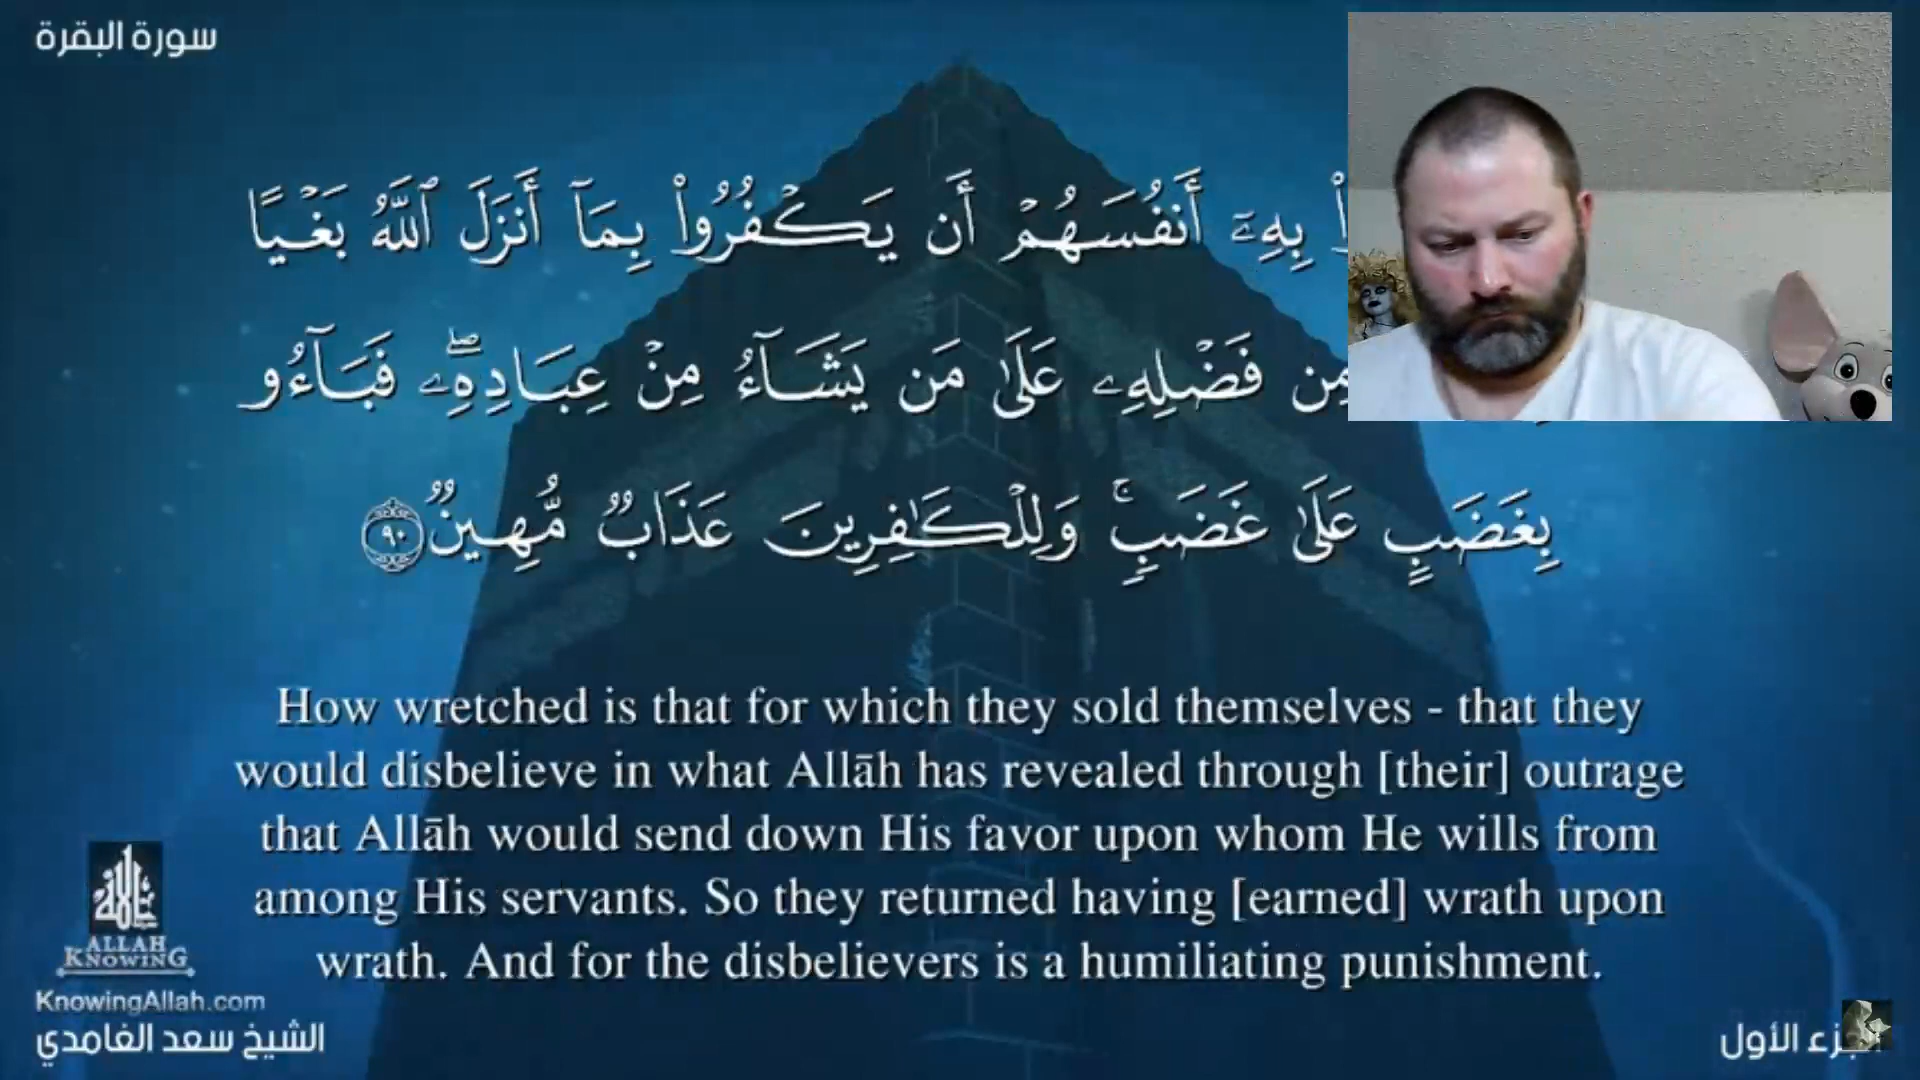 سورة البقرة
بِهِۦٓ أَنفُسَهُمْ أَن يَكْفُرُوا۟ بِمَآ أَنزَلَ ٱللَّهُ بَغْيًا
مِن فَضْلِهِۦ عَلَىٰ مَن يَشَآءُ مِنْ عِبَادِهِۦ ۖ فَبَآءُو
بِغَضَبٍ عَلَىٰ غَضَبٍ ۚ وَلِلْكَـٰفِرِينَ عَذَابٌ مُّهِينٌ ٩٠
How wretched is that for which they sold themselves - that they
would disbelieve in what Allāh has revealed through [their] outrage
that Allāh would send down His favor upon whom He wills from
among His servants. So they returned having [earned] wrath upon
wrath. And for the disbelievers is a humiliating punishment.
ALLAH
KNOWING
KnowingAllah.com
الشيخ سعد الغامدي
الأول